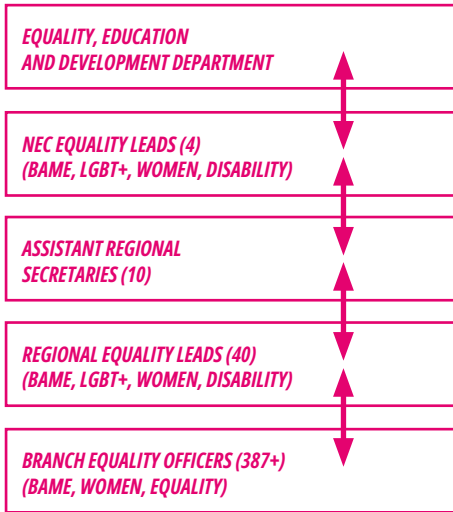 EQUALITY, EDUCATION
AND DEVELOPMENT DEPARTMENT
NEC EQUALITY LEADS (4)
(BAME, LGBT+, WOMEN, DISABILITY)
ASSISTANT REGIONAL
SECRETARIES (10)
REGIONAL EQUALITY LEADS (40)
(BAME, LGBT+, WOMEN, DISABILITY)
BRANCH EQUALITY OFFICERS (387+)
(BAME, WOMEN, EQUALITY)